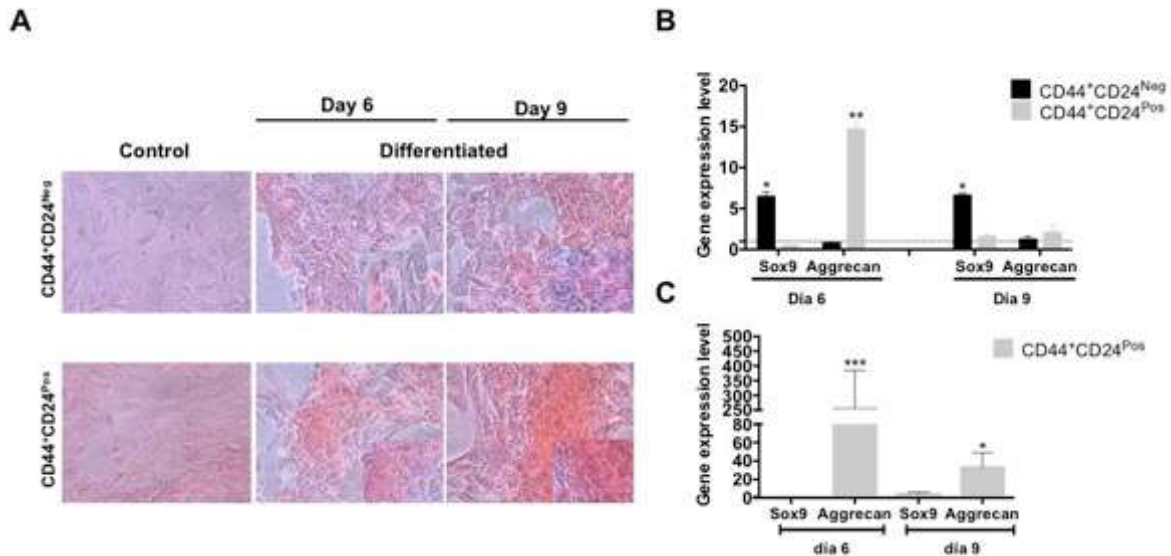 A
Day 6 Day 9
Control Differentiated
CD44⁺CD24ᴺᵉᵍ
CD44⁺CD24ᴾᵒˢ
B
Gene expression level
20
15
10
5
0
CD44⁺CD24ᴺᵉᵍ
CD44⁺CD24ᴾᵒˢ
* ** *
Sox9 Aggrecan Sox9 Aggrecan
Día 6 Día 9
C
Gene expression level
500
450
400
350
300
250
80
60
40
20
0
CD44⁺CD24ᴾᵒˢ
*** *
Sox9 Aggrecan Sox9 Aggrecan
día 6 día 9